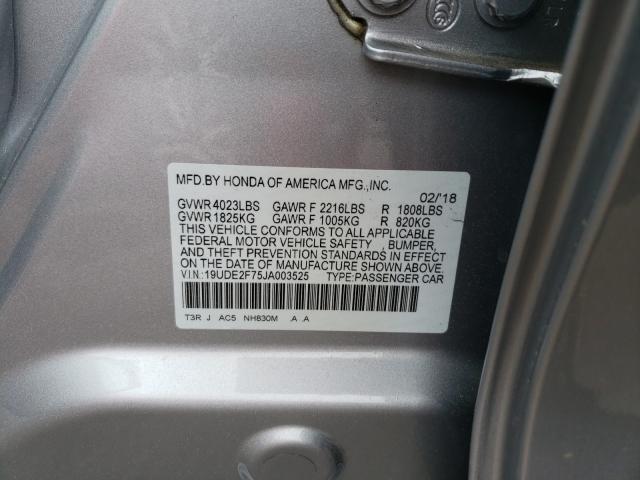 MFD.BY HONDA OF AMERICA MFG.,INC.
02/'18
GVWR 4023LBS GAWR F 2216LBS R 1808LBS
GVWR 1825KG GAWR F 1005KG R 820KG
THIS VEHICLE CONFORMS TO ALL APPLICABLE
FEDERAL MOTOR VEHICLE SAFETY , BUMPER,
AND THEFT PREVENTION STANDARDS IN EFFECT
ON THE DATE OF MANUFACTURE SHOWN ABOVE.
V.I.N.:19UDE2F75JA003525 TYPE:PASSENGER CAR
T3R J AC5 NH830M .A .A